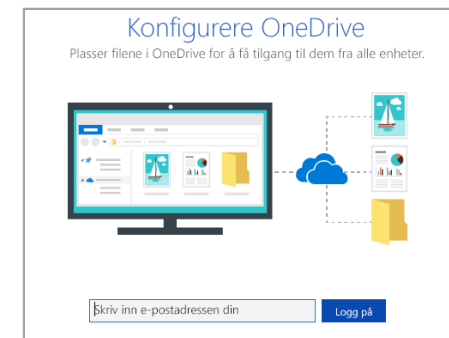 Konfigurere OneDrive
Plasser filene i OneDrive for å få tilgang til dem fra alle enheter.
Skriv inn e-postadressen din
Logg på